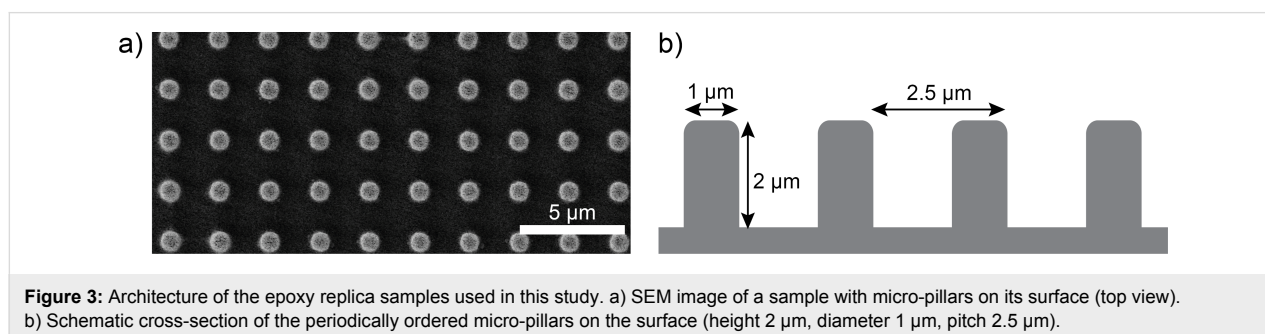 a)
5 μm
b)
1 μm
2.5 μm
2 μm
Figure 3: Architecture of the epoxy replica samples used in this study. a) SEM image of a sample with micro-pillars on its surface (top view).
b) Schematic cross-section of the periodically ordered micro-pillars on the surface (height 2 μm, diameter 1 μm, pitch 2.5 μm).